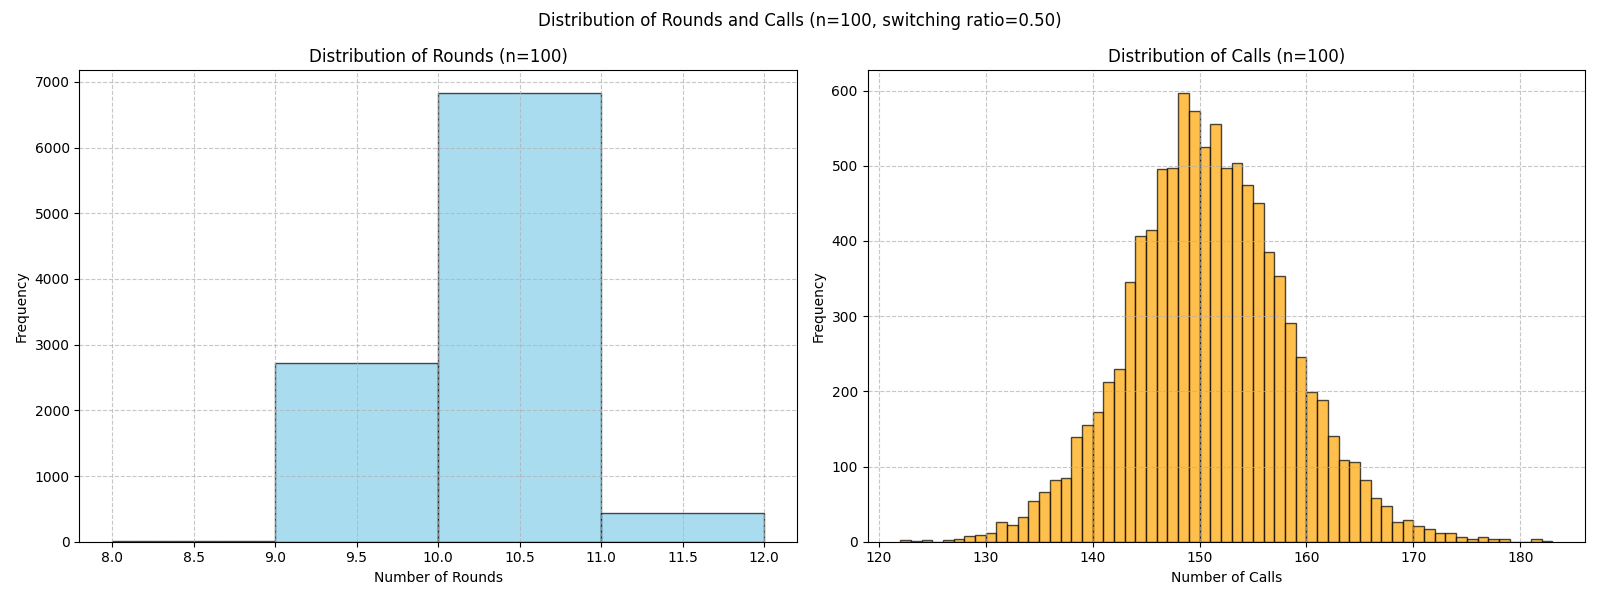 Distribution of Rounds and Calls (n=100, switching ratio=0.50)
Distribution of Rounds (n=100)
7000
6000
5000
4000
3000
2000
1000
0
Frequency
8.0 8.5 9.0 9.5 10.0 10.5 11.0 11.5 12.0
Number of Rounds
Distribution of Calls (n=100)
600
500
400
300
200
100
0
Frequency
120 130 140 150 160 170 180
Number of Calls